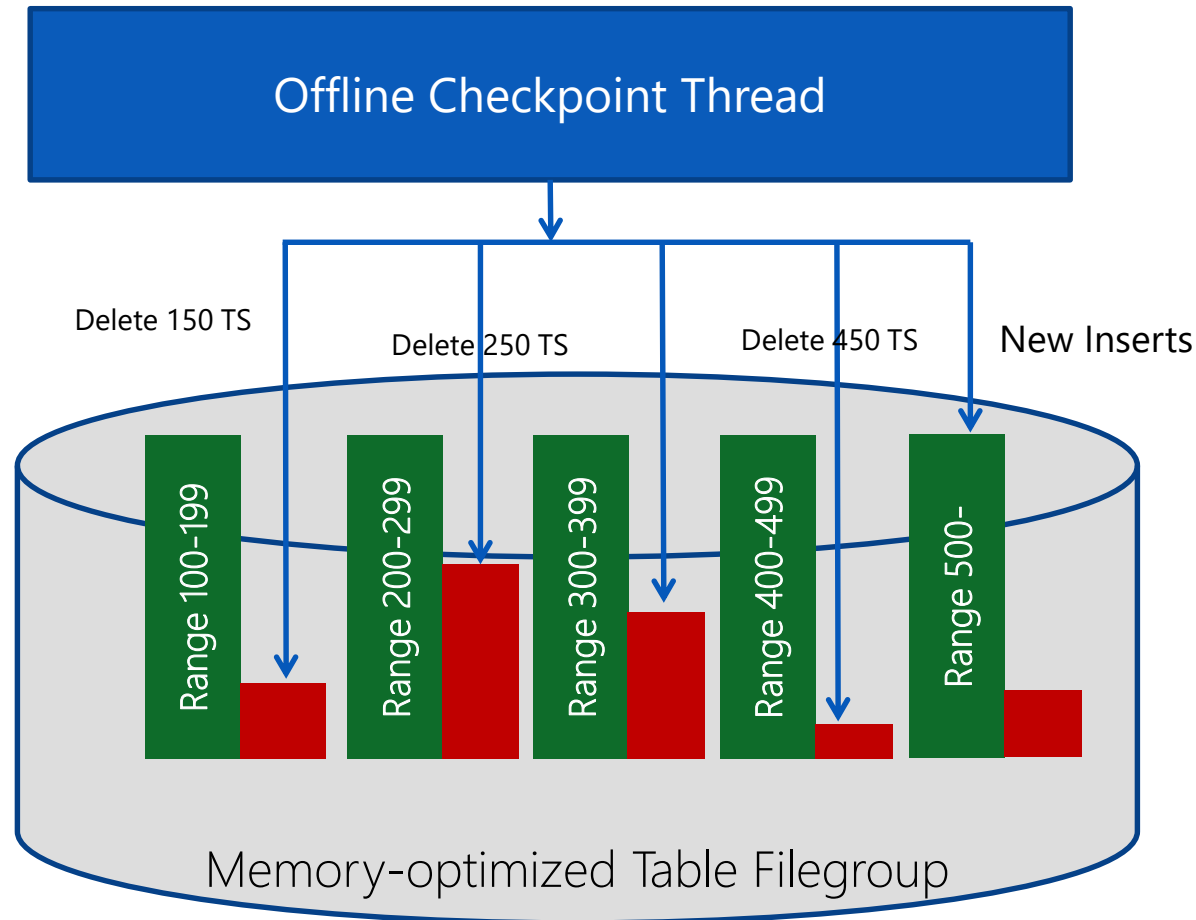 Offline Checkpoint Thread
Delete 150 TS
Delete 250 TS
Delete 450 TS
New Inserts
Range 100-199
Range 200-299
Range 300-399
Range 400-499
Range 500-
Memory-optimized Table Filegroup